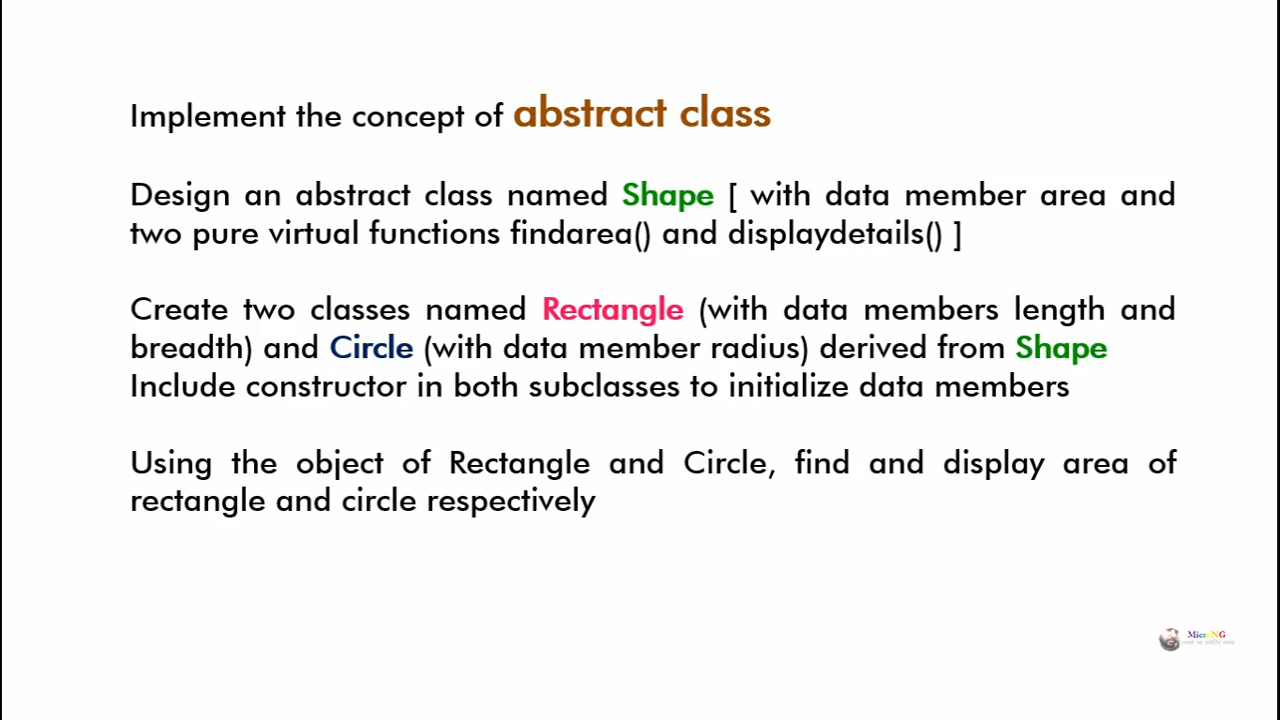 Implement the concept of abstract class
Design an abstract class named Shape [ with data member area and
two pure virtual functions findarea() and displaydetails() ]
Create two classes named Rectangle (with data members length and
breadth) and Circle (with data member radius) derived from Shape
Include constructor in both subclasses to initialize data members
Using the object of Rectangle and Circle, find and display area of
rectangle and circle respectively
MicroNG